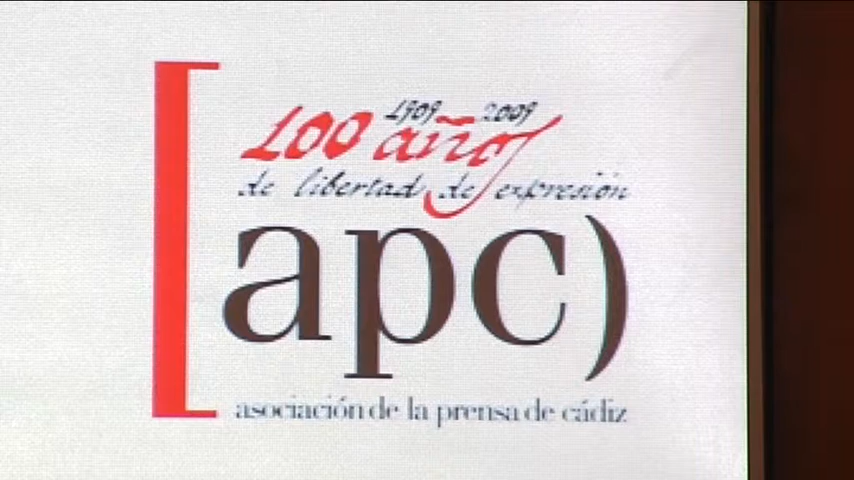 1909 2009
100 años
de libertad de expresión
[apc)
asociación de la prensa de cádiz